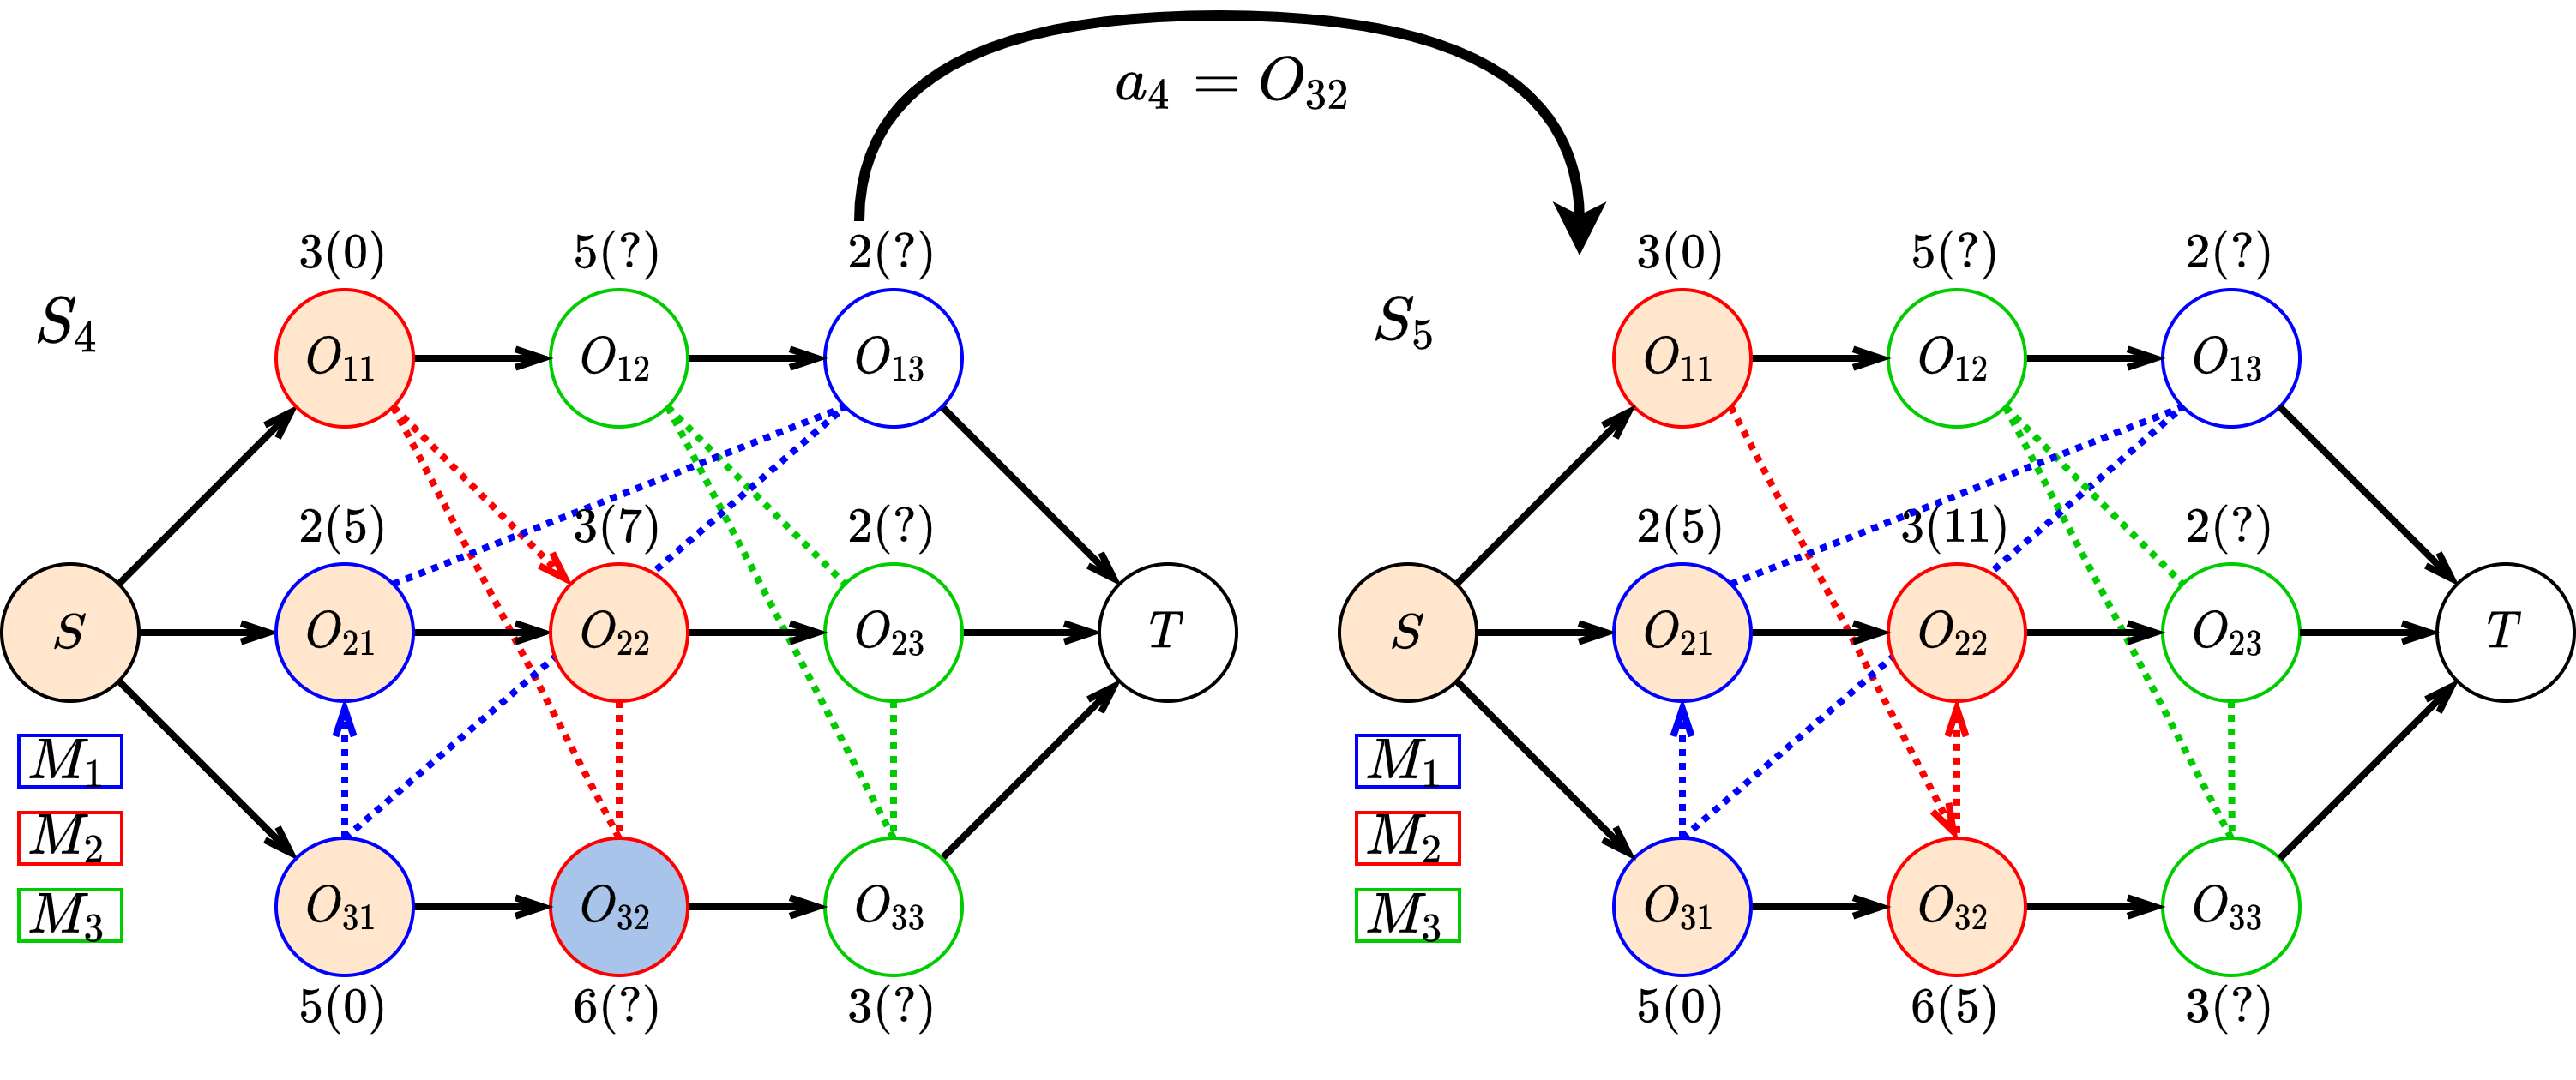 a₄ = O₃₂
S₄
3(0) 5(?) 2(?)
O₁₁ O₁₂ O₁₃
2(5) 3(7) 2(?)
S O₂₁ O₂₂ O₂₃ T
M₁
M₂
M₃
O₃₁ O₃₂ O₃₃
5(0) 6(?) 3(?)
S₅
3(0) 5(?) 2(?)
O₁₁ O₁₂ O₁₃
2(5) 3(11) 2(?)
S O₂₁ O₂₂ O₂₃ T
M₁
M₂
M₃
O₃₁ O₃₂ O₃₃
5(0) 6(5) 3(?)